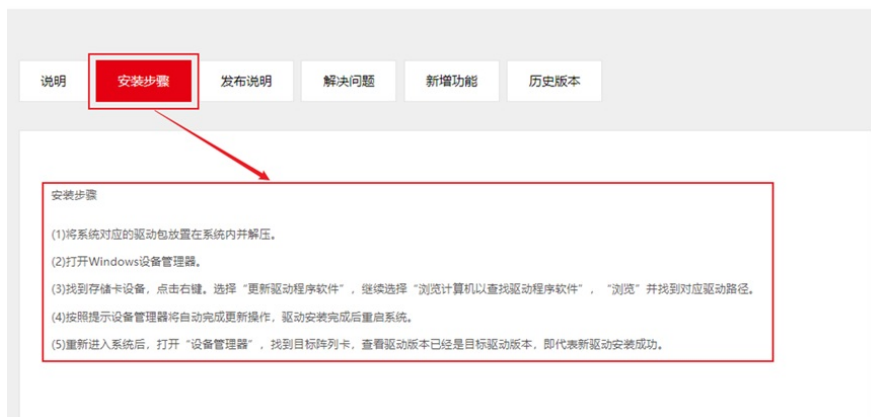 说明 安装步骤 发布说明 解决问题 新增功能 历史版本
安装步骤
(1)将系统对应的驱动包放置在系统内并解压。
(2)打开Windows设备管理器。
(3)找到存储卡设备，点击右键。选择“更新驱动程序软件”，继续选择“浏览计算机以查找驱动程序软件”，“浏览”并找到对应驱动路径。
(4)按照提示设备管理器将自动完成更新操作，驱动安装完成后重启系统。
(5)重新进入系统后，打开“设备管理器”，找到目标阵列卡，查看驱动版本已经是目标驱动版本，即代表新驱动安装成功。